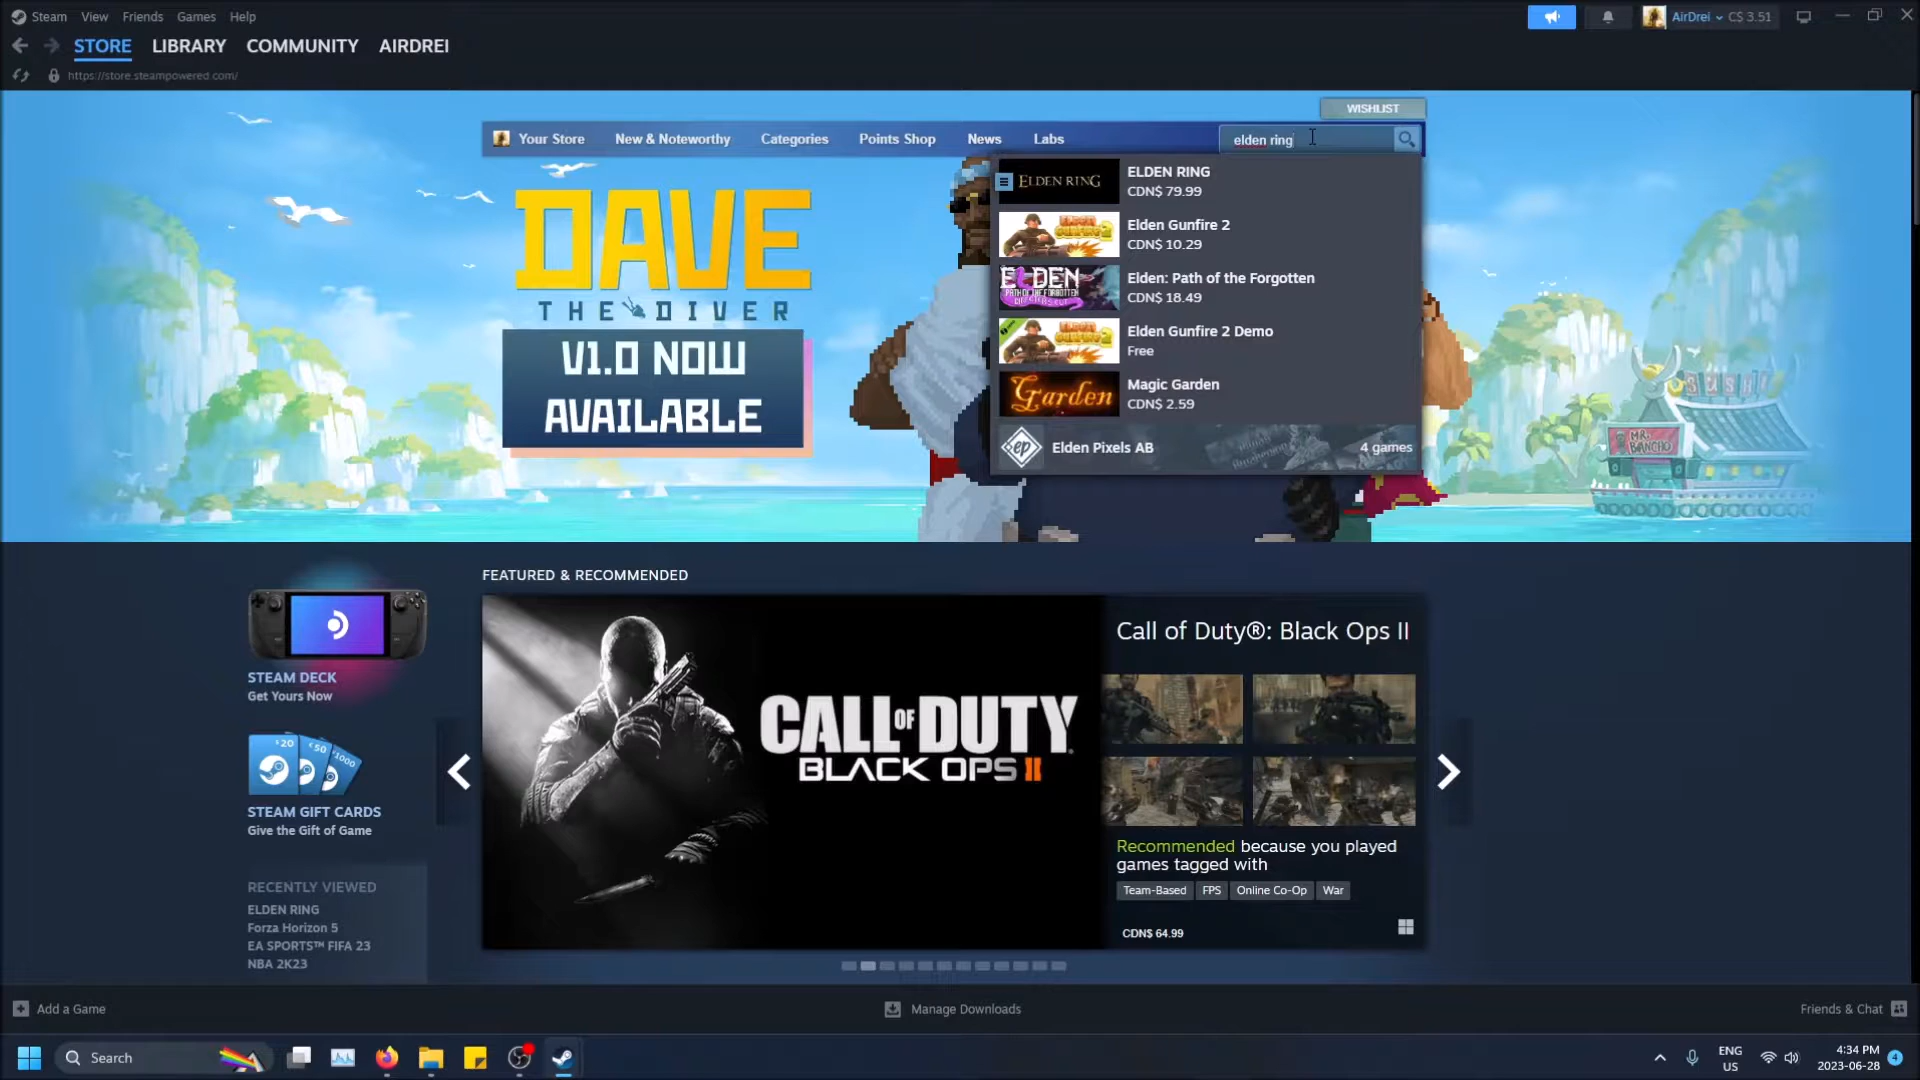 Steam View Friends Games Help
AirDrei C$ 3.51
STORE LIBRARY COMMUNITY AIRDREI
https://store.steampowered.com/
WISHLIST
Your Store New & Noteworthy Categories Points Shop News Labs
elden ring
ELDEN RING
ELDEN RING
CDN$ 79.99
Elden Gunfire 2
CDN$ 10.29
ELDEN
Elden: Path of the Forgotten
CDN$ 18.49
Elden Gunfire 2 Demo
Free
Garden
Magic Garden
CDN$ 2.59
ep
Elden Pixels AB
4 games
DAVE
THE DIVER
V1.0 NOW
AVAILABLE
SUSHI
MR.
BANCHO
FEATURED & RECOMMENDED
STEAM DECK
Get Yours Now
$20
€50
STEAM GIFT CARDS
Give the Gift of Game
RECENTLY VIEWED
ELDEN RING
Forza Horizon 5
EA SPORTS™ FIFA 23
NBA 2K23
CALL OF DUTY
BLACK OPS II
Call of Duty®: Black Ops II
Recommended because you played
games tagged with
Team-Based FPS Online Co-Op War
CDN$ 64.99
Add a Game
Manage Downloads
Friends & Chat
Search
ENG
US
4:34 PM
2023-06-28
4